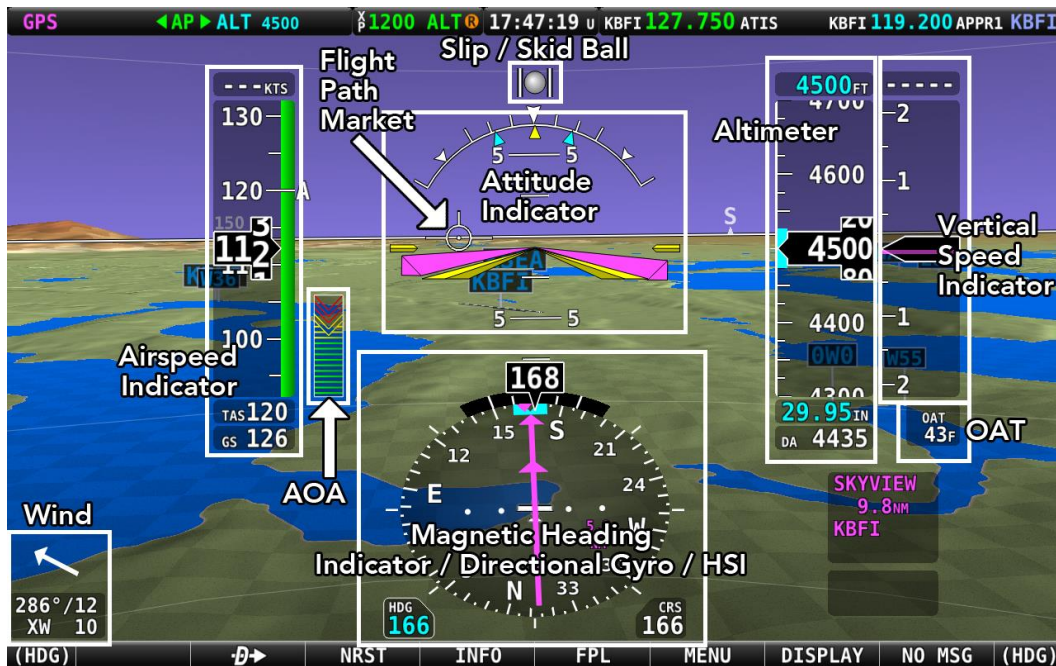 GPS
AP ALT 4500
XP 1200 ALT R 17:47:19 U KBFI 127.750 ATIS
KBFI 119.200 APPR1 KBFI
Slip / Skid Ball
Flight
Path
Market
---KTS
130
120
A
150
112
100
Airspeed
Indicator
TAS 120
GS 126
AOA
Wind
286°/12
XW 10
5 5
Attitude
Indicator
KBFI
5 5
Altimeter
4500FT
4700
4600
S
20
4500
80
4400
0W0
W55
4300
29.95IN
DA 4435
-----
2
1
Vertical
Speed
Indicator
1
2
OAT
43F
OAT
168
15
S
21
12
24
E
W
Magnetic Heading
Indicator / Directional Gyro / HSI
N
33
HDG
166
CRS
166
SKYVIEW
9.8NM
KBFI
(HDG) D NRST INFO FPL MENU DISPLAY NO MSG (HDG)